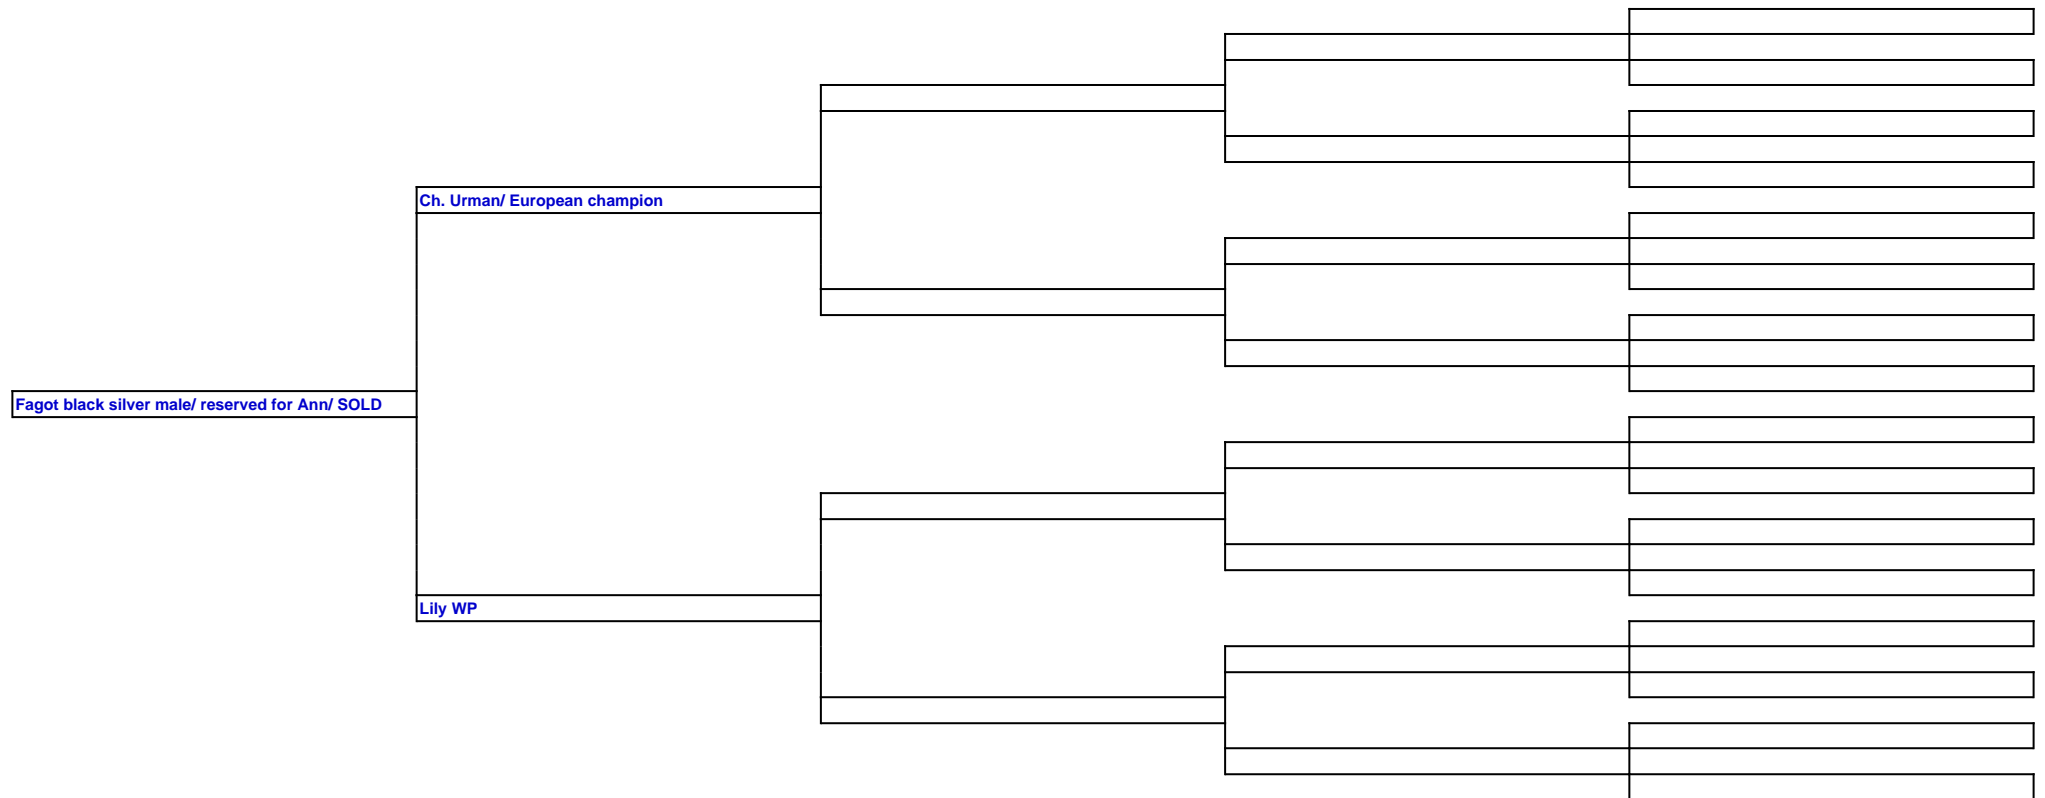 Ch. Urman/ European champion
Fagot black silver male/ reserved for Ann/ SOLD
Lily WP